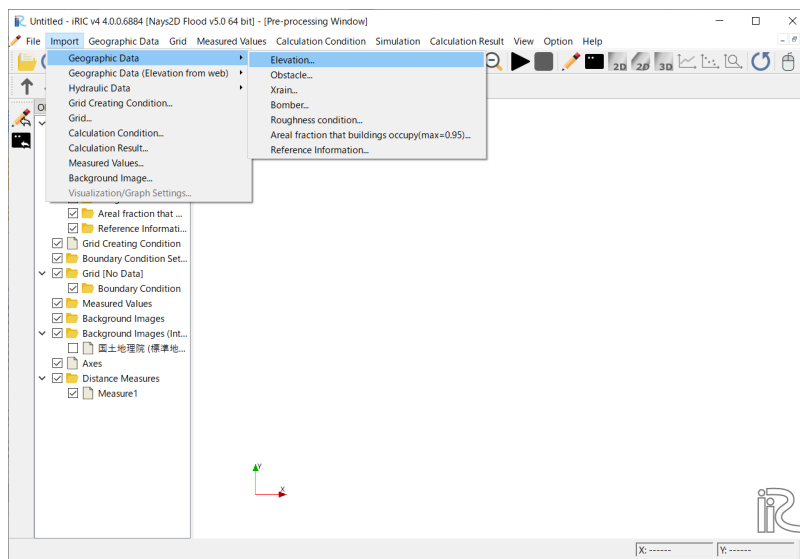 Untitled - iRIC v4 4.0.0.6884 [Nays2D Flood v5.0 64 bit] - [Pre-processing Window]
File Import Geographic Data Grid Measured Values Calculation Condition Simulation Calculation Result View Option Help
Geographic Data
Geographic Data (Elevation from web)
Hydraulic Data
Grid Creating Condition...
Grid...
Calculation Condition...
Calculation Result...
Measured Values...
Background Image...
Visualization/Graph Settings...
Elevation...
Obstacle...
Xrain...
Bomber...
Roughness condition...
Areal fraction that buildings occupy(max=0.95)...
Reference Information...
2D 2D 3D
Areal fraction that ...
Reference Informati...
Grid Creating Condition
Boundary Condition Set...
Grid [No Data]
Boundary Condition
Measured Values
Background Images
Background Images (Int...
国土地理院 (標準地...
Axes
Distance Measures
Measure1
Y
X
iRIC
X: ------ Y: ------